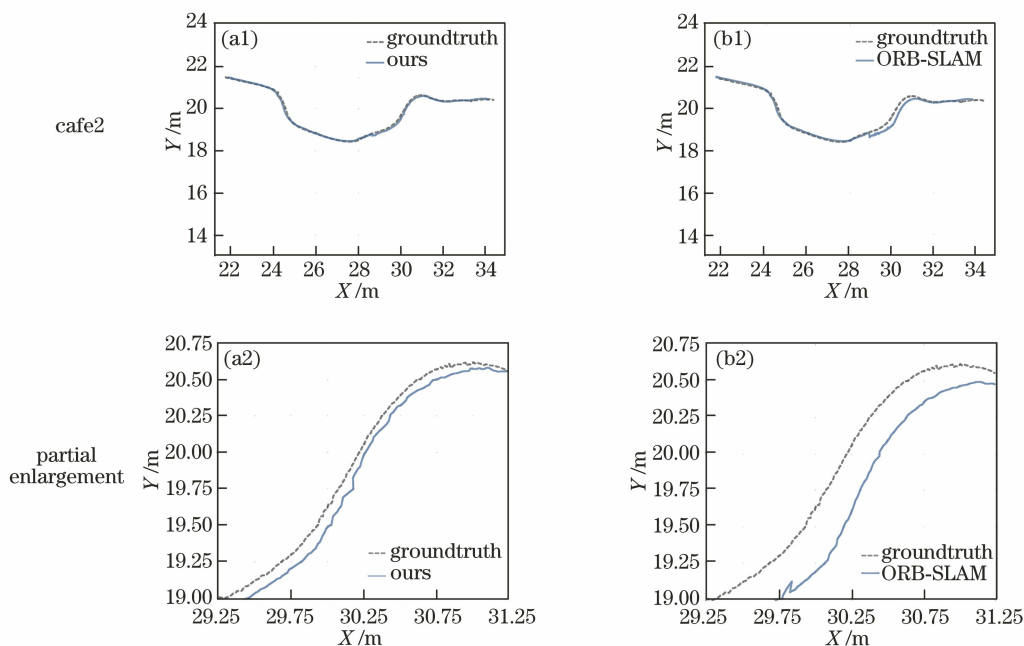 cafe2
(a1)
groundtruth
ours
24
22
20
18
16
14
Y /m
22 24 26 28 30 32 34
X /m
(b1)
groundtruth
ORB-SLAM
24
22
20
18
16
14
Y /m
22 24 26 28 30 32 34
X /m
partial
enlargement
(a2)
groundtruth
ours
20.75
20.50
20.25
20.00
19.75
19.50
19.25
19.00
Y /m
29.25 29.75 30.25 30.75 31.25
X /m
(b2)
groundtruth
ORB-SLAM
20.75
20.50
20.25
20.00
19.75
19.50
19.25
19.00
Y /m
29.25 29.75 30.25 30.75 31.25
X /m